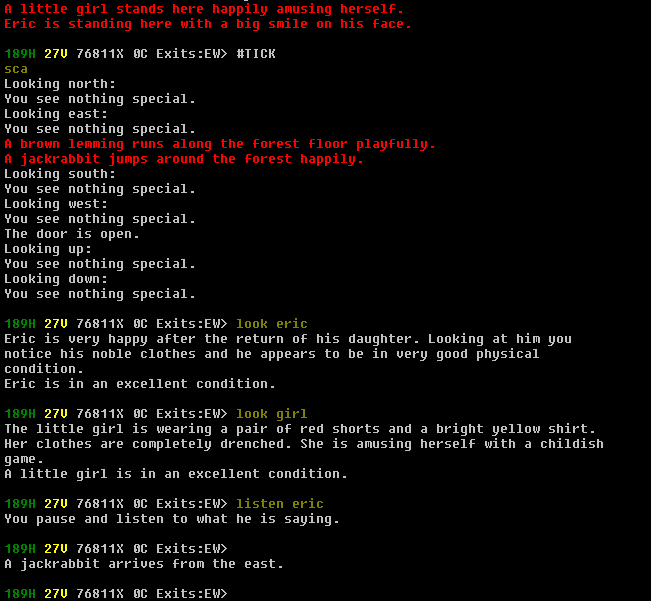 A little girl stands here happily amusing herself.
Eric is standing here with a big smile on his face.
189H 27V 76811X 0C Exits:EW> #TICK
sca
Looking north:
You see nothing special.
Looking east:
You see nothing special.
A brown lemming runs along the forest floor playfully.
A jackrabbit jumps around the forest happily.
Looking south:
You see nothing special.
Looking west:
You see nothing special.
The door is open.
Looking up:
You see nothing special.
Looking down:
You see nothing special.
189H 27V 76811X 0C Exits:EW> look eric
Eric is very happy after the return of his daughter. Looking at him you
notice his noble clothes and he appears to be in very good physical
condition.
Eric is in an excellent condition.
189H 27V 76811X 0C Exits:EW> look girl
The little girl is wearing a pair of red shorts and a bright yellow shirt.
Her clothes are completely drenched. She is amusing herself with a childish
game.
A little girl is in an excellent condition.
189H 27V 76811X 0C Exits:EW> listen eric
You pause and listen to what he is saying.
189H 27V 76811X 0C Exits:EW>
A jackrabbit arrives from the east.
189H 27V 76811X 0C Exits:EW>